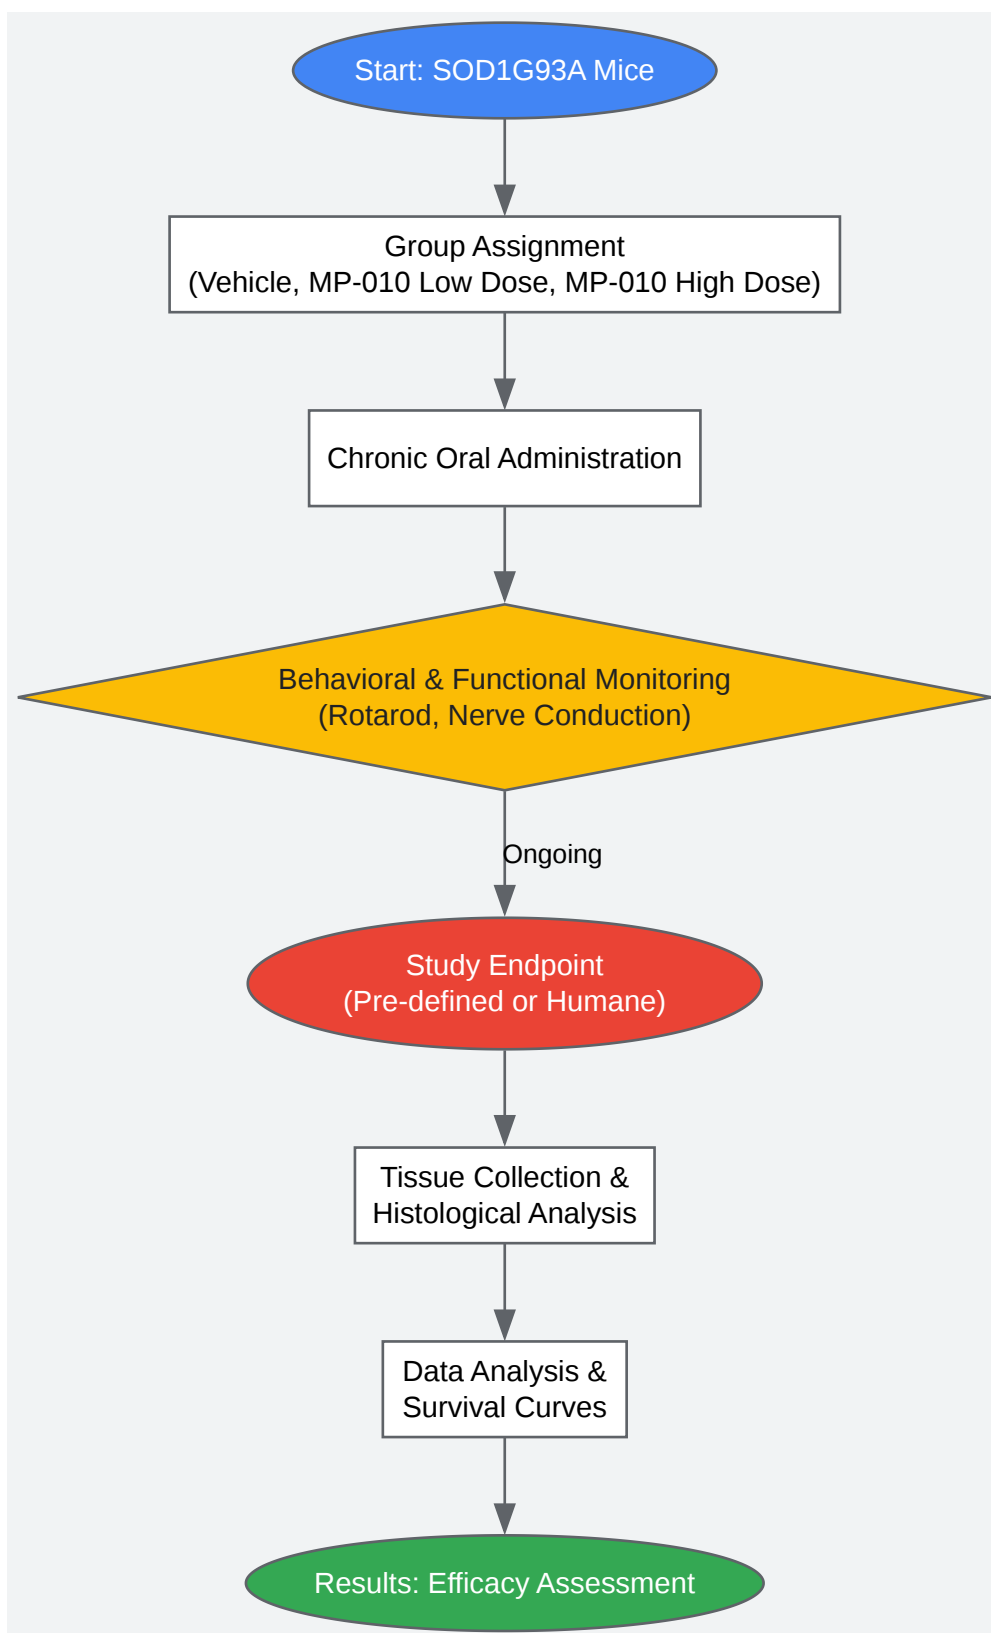 Start: SOD1G93A Mice
Group Assignment
(Vehicle, MP-010 Low Dose, MP-010 High Dose)
Chronic Oral Administration
Behavioral & Functional Monitoring
(Rotarod, Nerve Conduction)
Ongoing
Study Endpoint
(Pre-defined or Humane)
Tissue Collection &
Histological Analysis
Data Analysis &
Survival Curves
Results: Efficacy Assessment